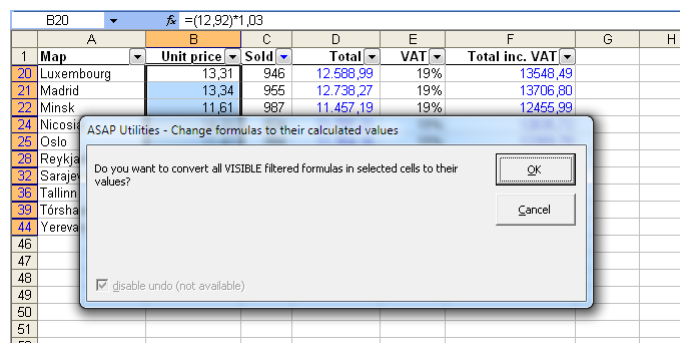 B20 fx =(12,92)*1,03
A B C D E F G H
1 Map Unit price Sold Total VAT Total inc. VAT
20 Luxembourg 13,31 946 12.588,99 19% 13548,49
21 Madrid 13,34 955 12.738,27 19% 13706,80
22 Minsk 11,61 987 11.457,19 19% 12455,99
24 Nicosia
ASAP Utilities - Change formulas to their calculated values
25 Oslo
28 Reykja
Do you want to convert all VISIBLE filtered formulas in selected cells to their
values?
OK
32 Sarajev
36 Tallinn
39 Tórsha
Cancel
44 Yereva
46
47
48
disable undo (not available)
49
50
51